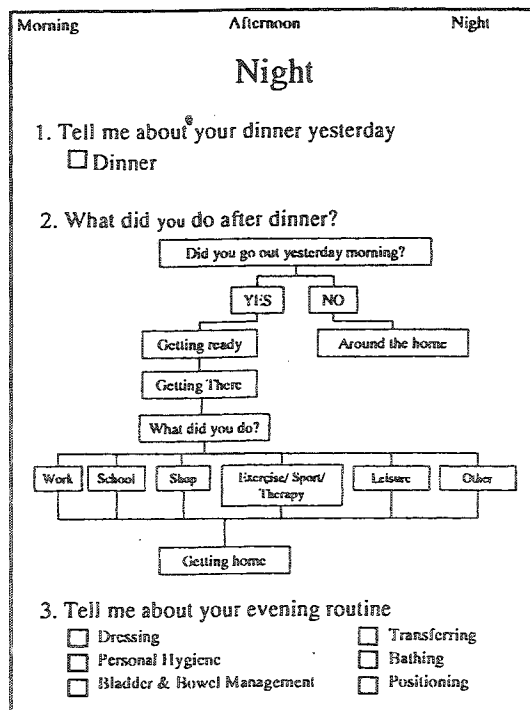 Morning Afternoon Night
Night
1. Tell me about your dinner yesterday
Dinner
2. What did you do after dinner?
Did you go out yesterday morning?
YES NO
Getting ready Around the home
Getting There
What did you do?
Work School Shop Exercise/ Sport/ Therapy Leisure Other
Getting home
3. Tell me about your evening routine
Dressing Transferring
Personal Hygiene Bathing
Bladder & Bowel Management Positioning